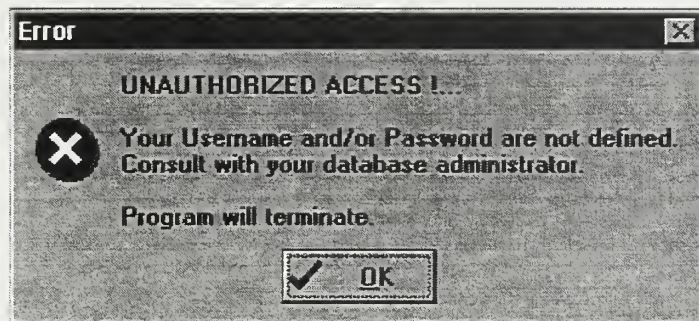 Error
UNAUTHORIZED ACCESS !...
Your Username and/or Password are not defined.
Consult with your database administrator.
Program will terminate.
OK